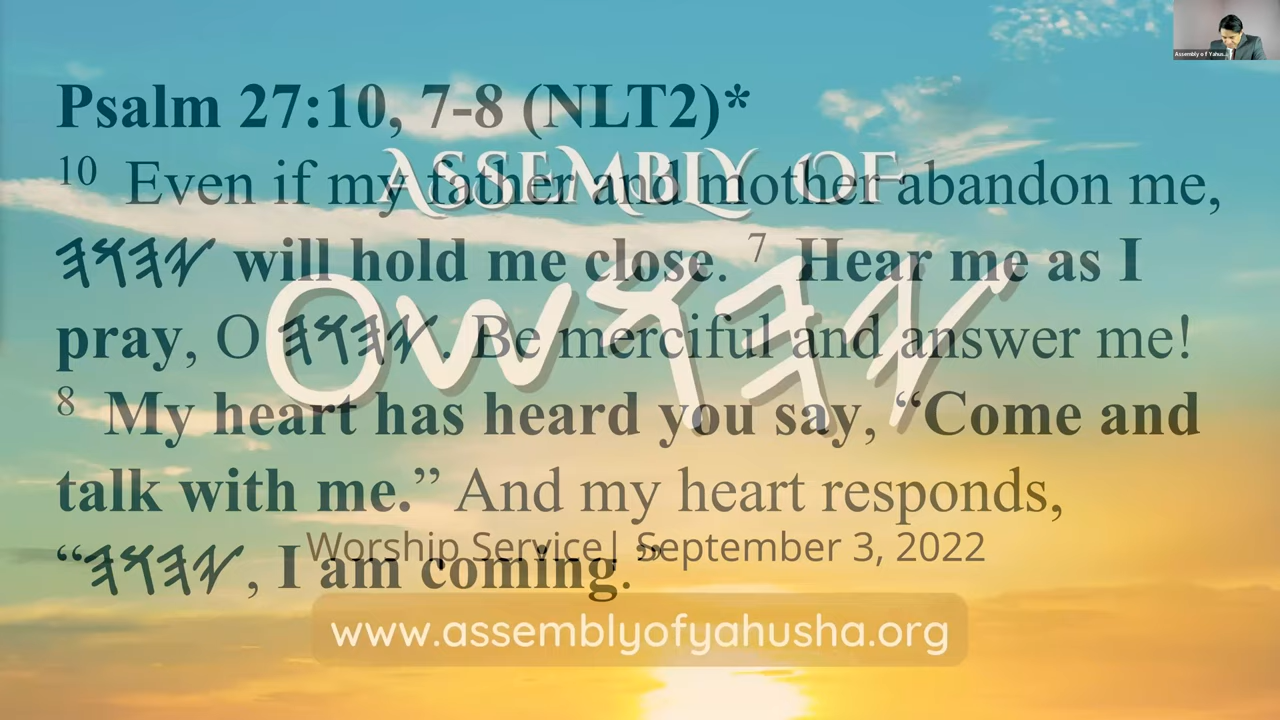 Assembly o f Yahus...
Psalm 27:10, 7-8 (NLT2)*
10 Even if my father and mother abandon me,
𐤉𐤄𐤅𐤄 will hold me close. 7 Hear me as I
pray, O 𐤉𐤄𐤅𐤄. Be merciful and answer me!
8 My heart has heard you say, “Come and
talk with me.” And my heart responds,
“𐤉𐤄𐤅𐤄, I am coming.”
ASSEMBLY OF
𐤉𐤄𐤅𐤔𐤏
Worship Service| September 3, 2022
www.assemblyofyahusha.org